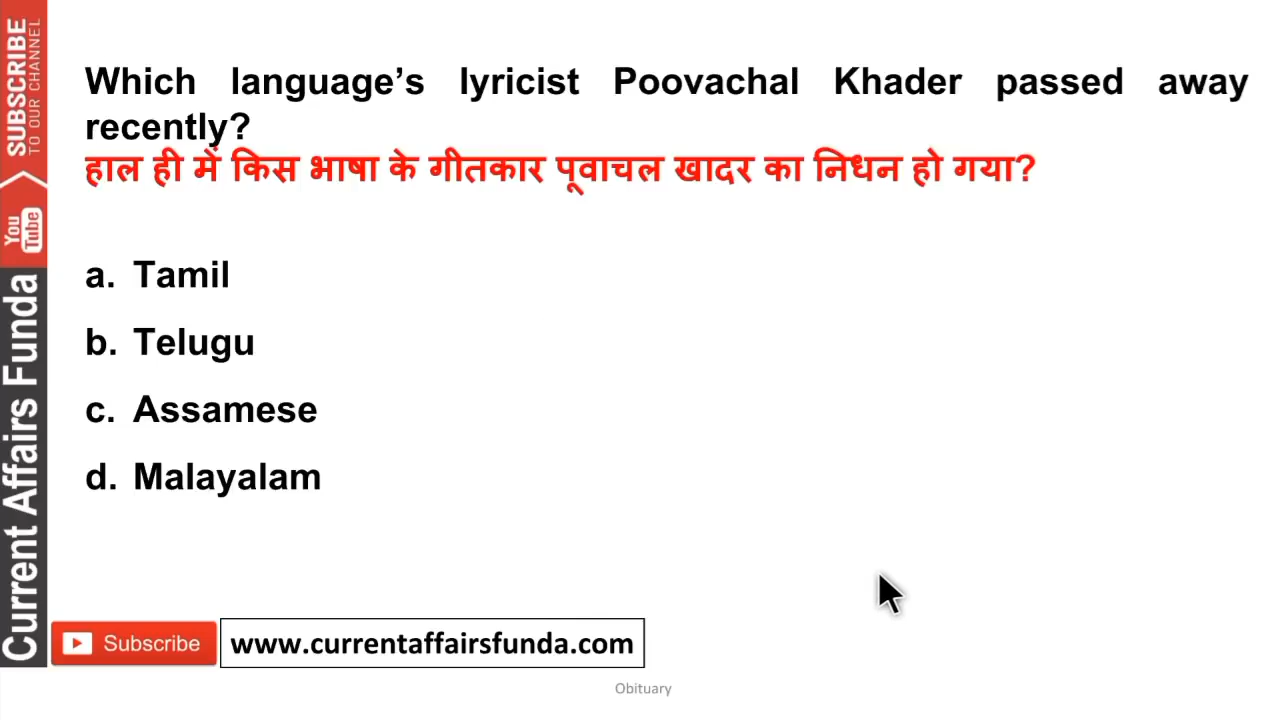 Which language’s lyricist Poovachal Khader passed away
recently?
हाल ही में किस भाषा के गीतकार पूवाचल खादर का निधन हो गया?
a. Tamil
b. Telugu
c. Assamese
d. Malayalam
SUBSCRIBE
TO OUR CHANNEL
You
Tube
Current Affairs Funda
Subscribe
www.currentaffairsfunda.com
Obituary